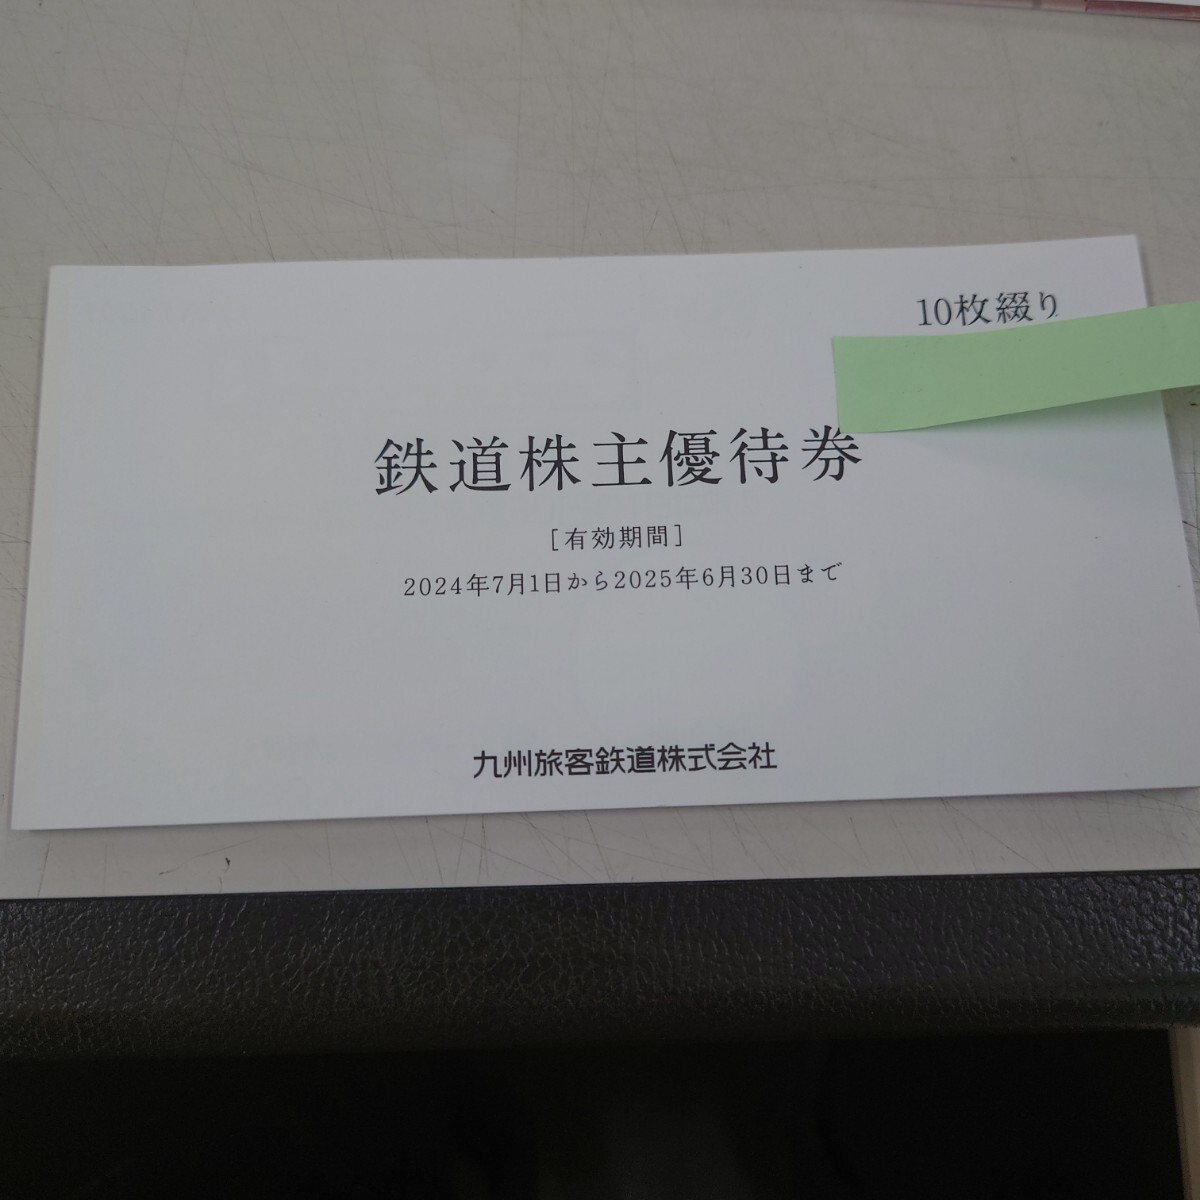 10枚綴り
鉄道株主優待券
[有効期間]
2024年7月1日から2025年6月30日まで
九州旅客鉄道株式会社